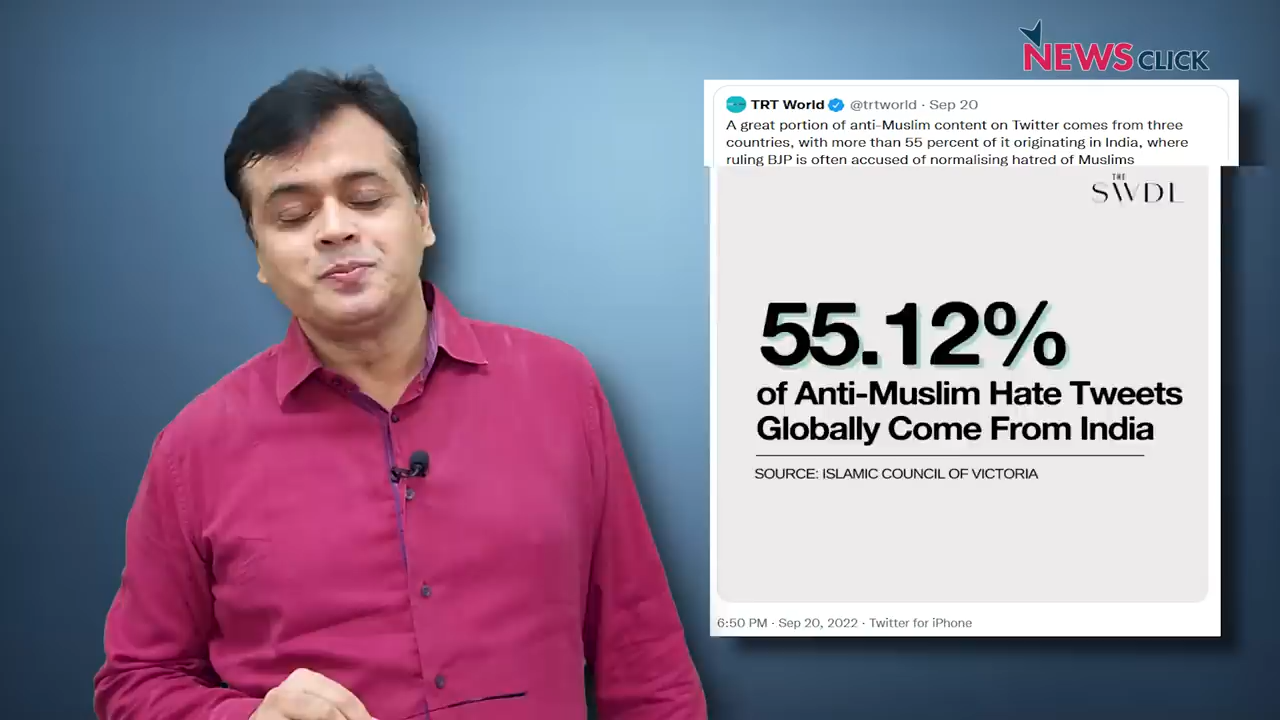 NEWSCLICK
TRT World @trtworld · Sep 20
A great portion of anti-Muslim content on Twitter comes from three
countries, with more than 55 percent of it originating in India, where
ruling BJP is often accused of normalising hatred of Muslims
THE
SWDL
55.12%
of Anti-Muslim Hate Tweets
Globally Come From India
SOURCE: ISLAMIC COUNCIL OF VICTORIA
6:50 PM · Sep 20, 2022 · Twitter for iPhone